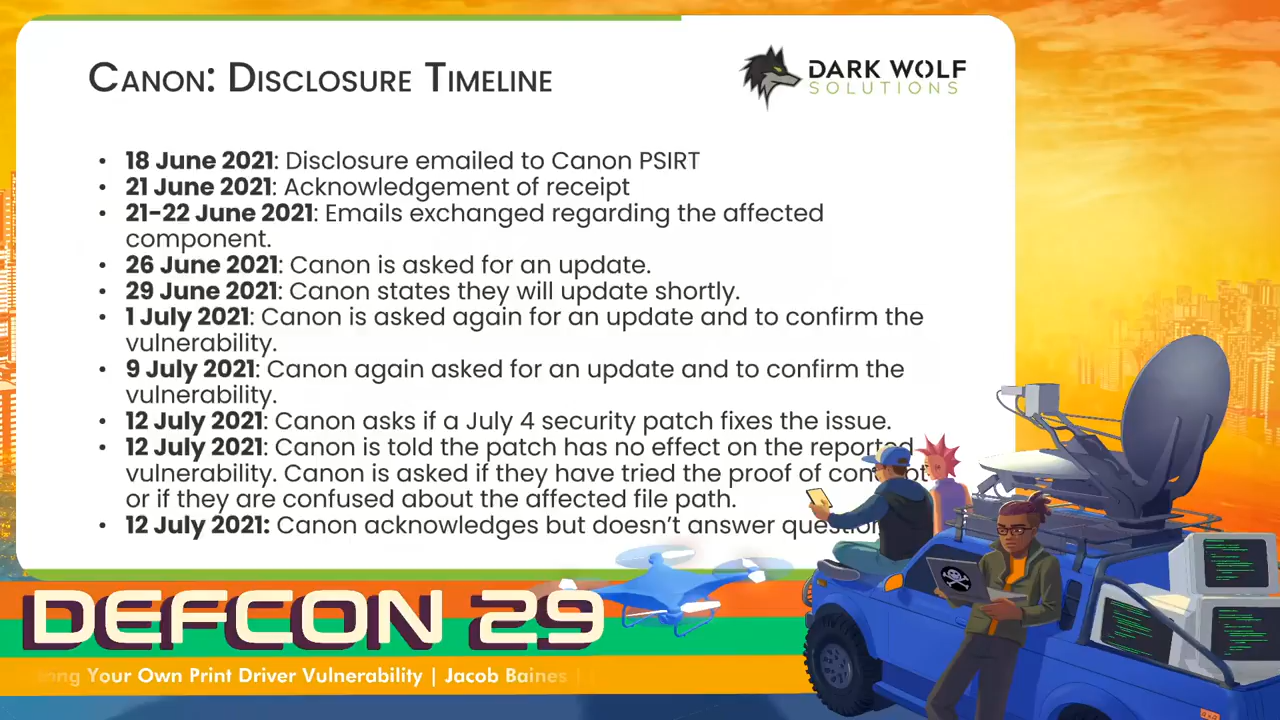 CANON: DISCLOSURE TIMELINE
DARK WOLF
SOLUTIONS
• 18 June 2021: Disclosure emailed to Canon PSIRT
• 21 June 2021: Acknowledgement of receipt
• 21-22 June 2021: Emails exchanged regarding the affected
component.
• 26 June 2021: Canon is asked for an update.
• 29 June 2021: Canon states they will update shortly.
• 1 July 2021: Canon is asked again for an update and to confirm the
vulnerability.
• 9 July 2021: Canon again asked for an update and to confirm the
vulnerability.
• 12 July 2021: Canon asks if a July 4 security patch fixes the issue.
• 12 July 2021: Canon is told the patch has no effect on the reported
vulnerability. Canon is asked if they have tried the proof of
or if they are confused about the affected file path.
• 12 July 2021: Canon acknowledges but doesn't answer
DEFCON 29
Your Own Print Driver Vulnerability | Jacob Baines |